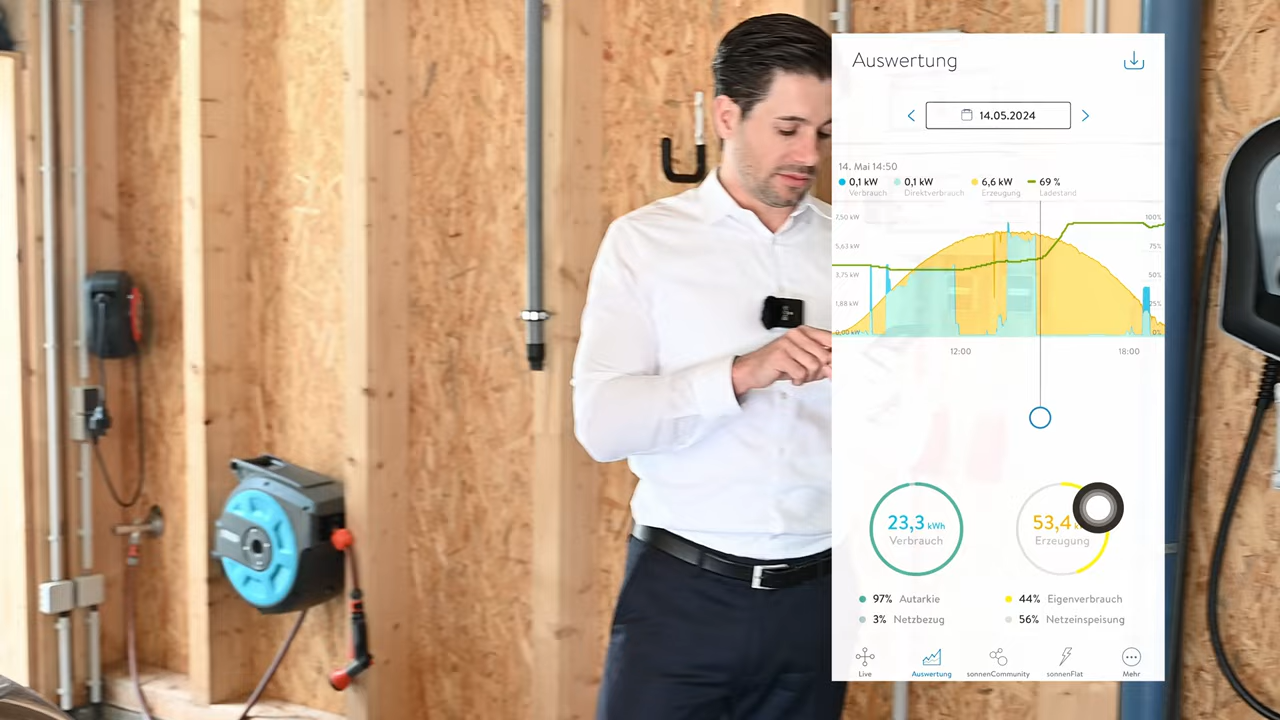 Auswertung
14.05.2024
14. Mai 14:50
0,1 kW 0,1 kW 6,6 kW 69 %
Verbrauch Direktverbrauch Erzeugung Ladestand
7,50 kW 100%
5,63 kW 75%
3,75 kW 50%
1,88 kW 25%
0,00 kW 0%
12:00 18:00
23,3 kWh 53,4
Verbrauch Erzeugung
97% Autarkie 44% Eigenverbrauch
3% Netzbezug 56% Netzeinspeisung
Live Auswertung sonnenCommunity sonnenFlat Mehr